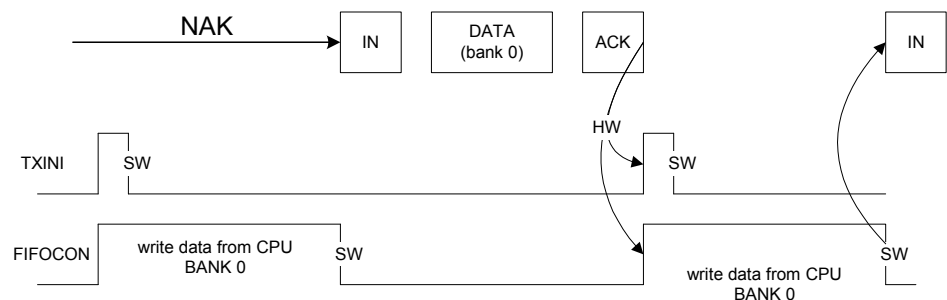 NAK
IN
DATA
(bank 0)
ACK
IN
HW
TXINI
SW
SW
FIFOCON
write data from CPU
BANK 0
SW
write data from CPU
BANK 0
SW